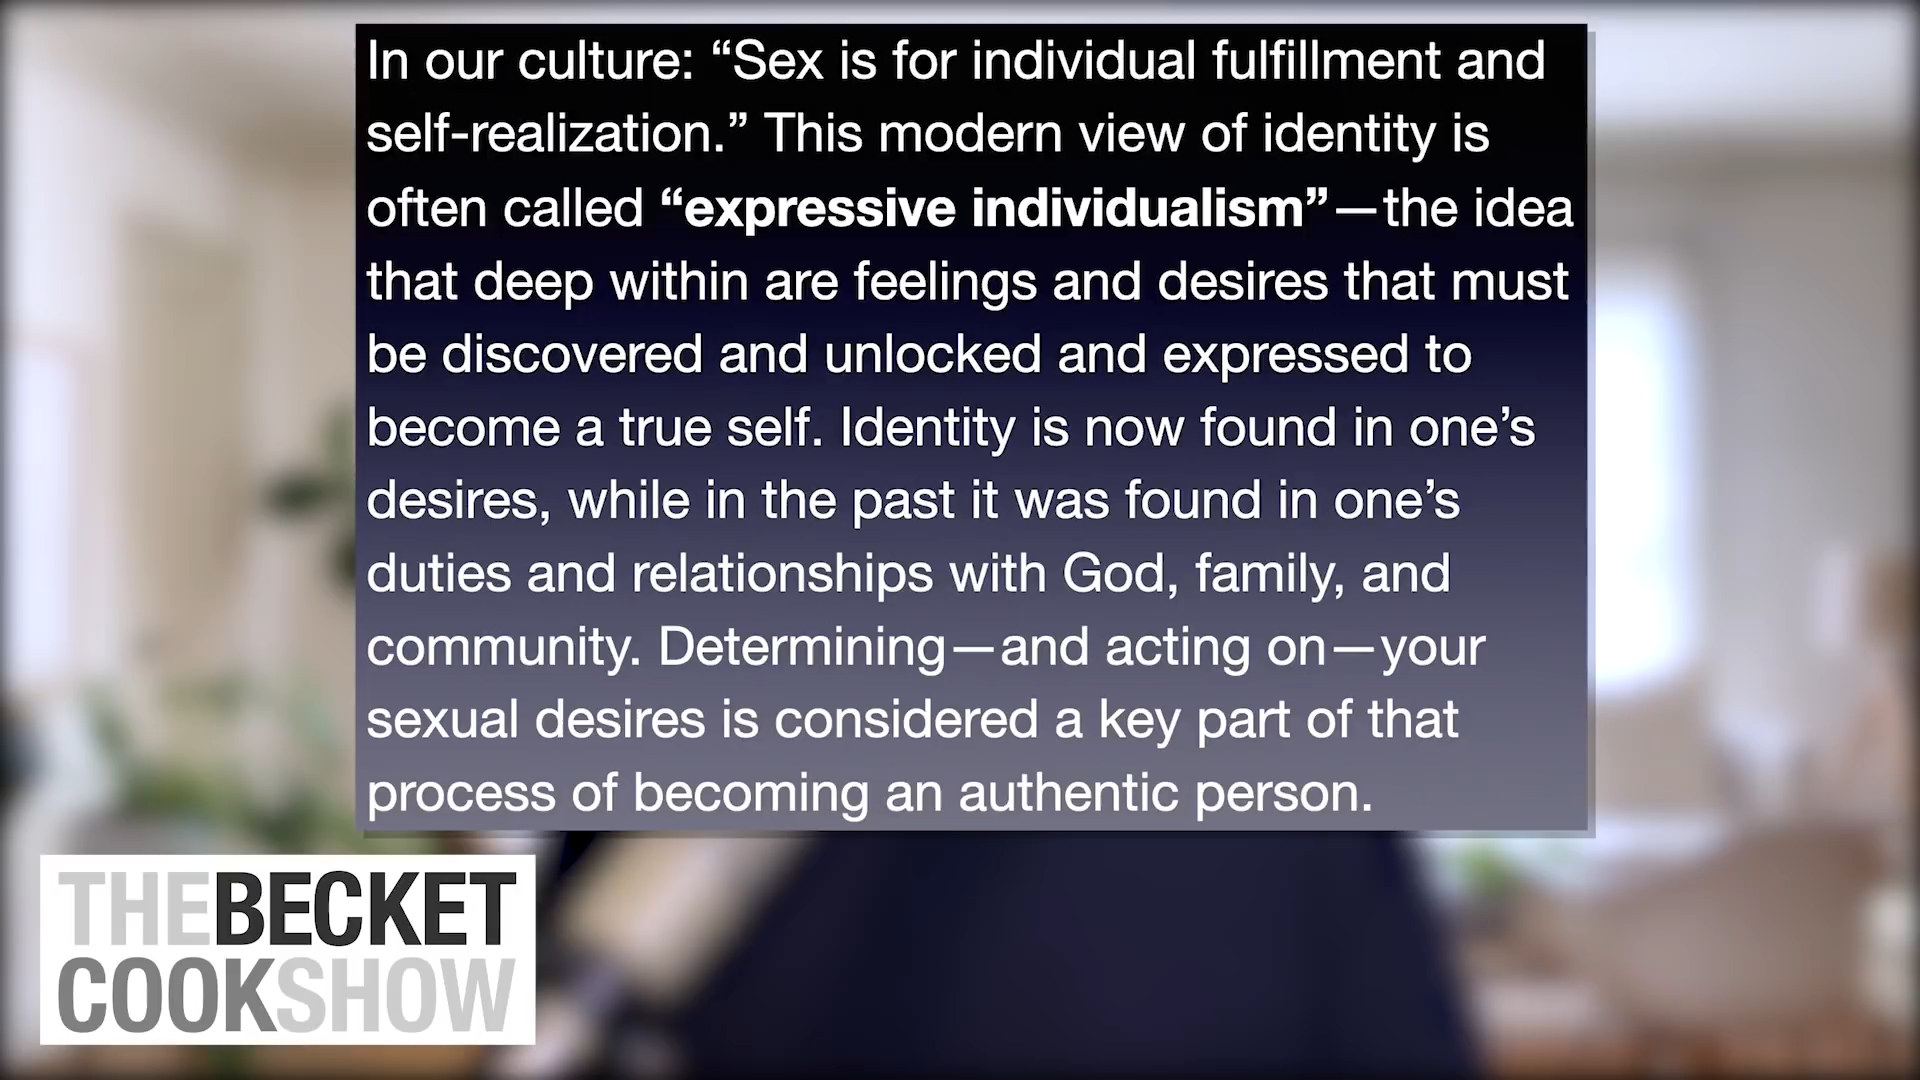 In our culture: “Sex is for individual fulfillment and
self-realization.” This modern view of identity is
often called “expressive individualism”—the idea
that deep within are feelings and desires that must
be discovered and unlocked and expressed to
become a true self. Identity is now found in one’s
desires, while in the past it was found in one’s
duties and relationships with God, family, and
community. Determining—and acting on—your
sexual desires is considered a key part of that
process of becoming an authentic person.
THEBECKET
COOKSHOW